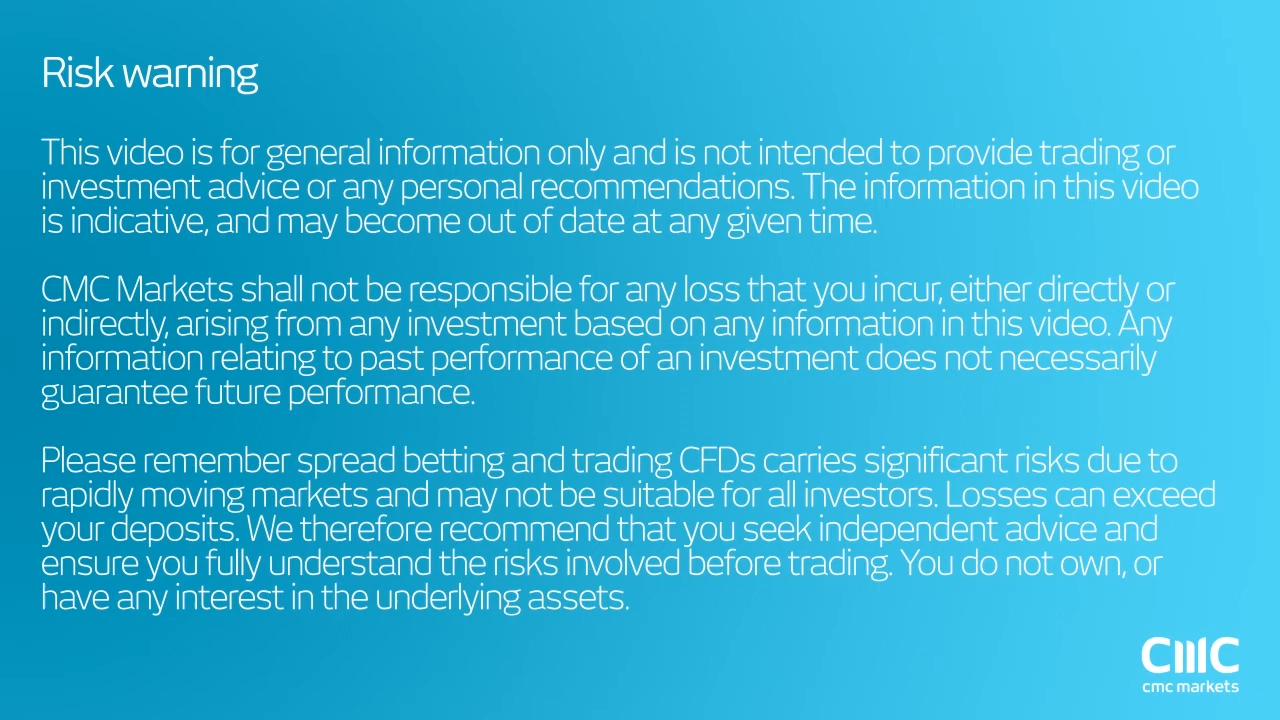 Risk warning
This video is for general information only and is not intended to provide trading or
investment advice or any personal recommendations. The information in this video
is indicative, and may become out of date at any given time.
CMC Markets shall not be responsible for any loss that you incur, either directly or
indirectly, arising from any investment based on any information in this video. Any
information relating to past performance of an investment does not necessarily
guarantee future performance.
Please remember spread betting and trading CFDs carries significant risks due to
rapidly moving markets and may not be suitable for all investors. Losses can exceed
your deposits. We therefore recommend that you seek independent advice and
ensure you fully understand the risks involved before trading. You do not own, or
have any interest in the underlying assets.
cmc
cmc markets